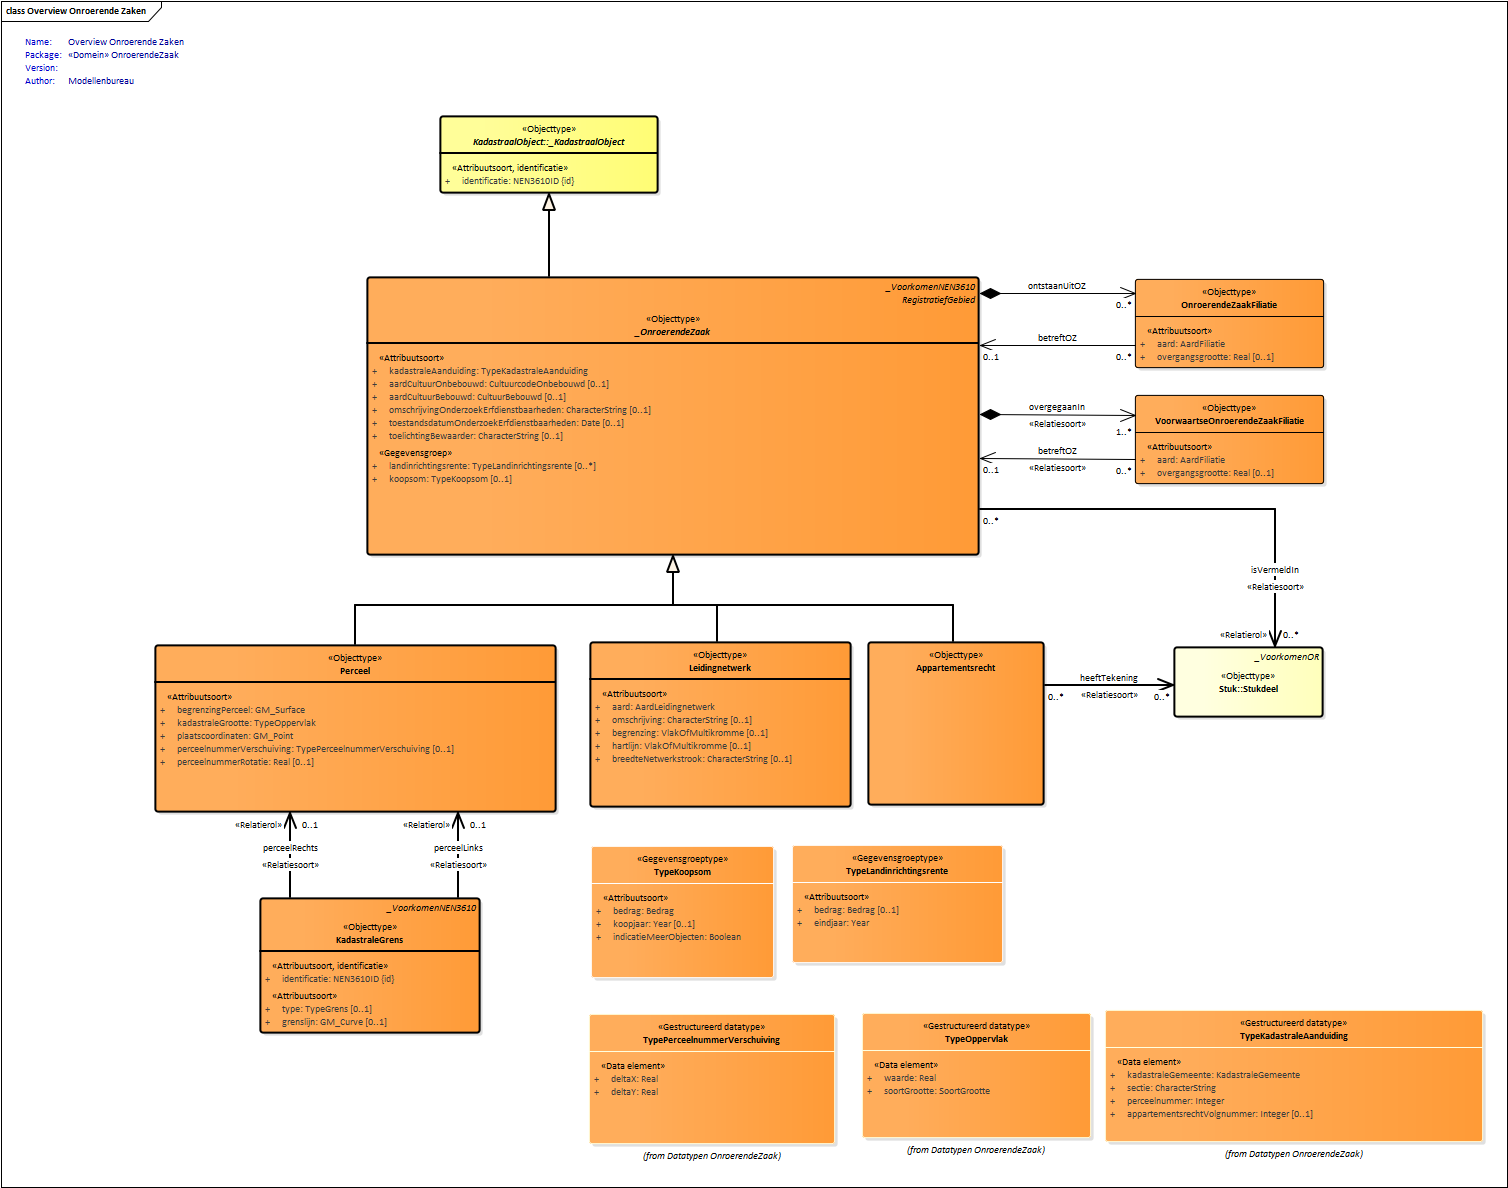 class Overview Onroerende Zaken
Name: Overview Onroerende Zaken
Package: «Domein» OnroerendeZaak
Version:
Author: Modellenbureau
«Objecttype»
KadastraalObject::_KadastraalObject
«Attribuutsoort, identificatie»
+ identificatie: NEN3610ID {id}
_VoorkomenNEN3610
RegistratiefGebied
«Objecttype»
_OnroerendeZaak
«Attribuutsoort»
+ kadastraleAanduiding: TypeKadastraleAanduiding
+ aardCultuurOnbebouwd: CultuurcodeOnbebouwd [0..1]
+ aardCultuurBebouwd: CultuurBebouwd [0..1]
+ omschrijvingOnderzoekErfdienstbaarheden: CharacterString [0..1]
+ toestandsdatumOnderzoekErfdienstbaarheden: Date [0..1]
+ toelichtingBewaarder: CharacterString [0..1]
«Gegevensgroep»
+ landinrichtingsrente: TypeLandinrichtingsrente [0..*]
+ koopsom: TypeKoopsom [0..1]
ontstaanUitOZ
0..*
betreftOZ
0..1
0..*
«Objecttype»
OnroerendeZaakFiliatie
«Attribuutsoort»
+ aard: AardFiliatie
+ overgangsgrootte: Real [0..1]
overgegaanIn
«Relatiesoort»
1..*
betreftOZ
0..1
«Relatiesoort»
0..*
«Objecttype»
VoorwaartseOnroerendeZaakFiliatie
«Attribuutsoort»
+ aard: AardFiliatie
+ overgangsgrootte: Real [0..1]
0..*
isVermeldIn
«Relatiesoort»
«Relatierol» 0..*
«Objecttype»
Perceel
«Attribuutsoort»
+ begrenzingPerceel: GM_Surface
+ kadastraleGrootte: TypeOppervlak
+ plaatscoordinaten: GM_Point
+ perceelnummerVerschuiving: TypePerceelnummerVerschuiving [0..1]
+ perceelnummerRotatie: Real [0..1]
«Objecttype»
Leidingnetwerk
«Attribuutsoort»
+ aard: AardLeidingnetwerk
+ omschrijving: CharacterString [0..1]
+ begrenzing: VlakOfMultikromme [0..1]
+ hartlijn: VlakOfMultikromme [0..1]
+ breedteNetwerkstrook: CharacterString [0..1]
«Objecttype»
Appartementsrecht
heeftTekening
0..*
«Relatiesoort»
0..*
_VoorkomenOR
«Objecttype»
Stuk::Stukdeel
«Relatierol» 0..1
perceelRechts
«Relatiesoort»
«Relatierol» 0..1
perceelLinks
«Relatiesoort»
_VoorkomenNEN3610
«Objecttype»
KadastraleGrens
«Attribuutsoort, identificatie»
+ identificatie: NEN3610ID {id}
«Attribuutsoort»
+ type: TypeGrens [0..1]
+ grenslijn: GM_Curve [0..1]
«Gegevensgroeptype»
TypeKoopsom
«Attribuutsoort»
+ bedrag: Bedrag
+ koopjaar: Year [0..1]
+ indicatieMeerObjecten: Boolean
«Gegevensgroeptype»
TypeLandinrichtingsrente
«Attribuutsoort»
+ bedrag: Bedrag [0..1]
+ eindjaar: Year
«Gestructureerd datatype»
TypePerceelnummerVerschuiving
«Data element»
+ deltaX: Real
+ deltaY: Real
(from Datatypen OnroerendeZaak)
«Gestructureerd datatype»
TypeOppervlak
«Data element»
+ waarde: Real
+ soortGrootte: SoortGrootte
(from Datatypen OnroerendeZaak)
«Gestructureerd datatype»
TypeKadastraleAanduiding
«Data element»
+ kadastraleGemeente: KadastraleGemeente
+ sectie: CharacterString
+ perceelnummer: Integer
+ appartementsrechtVolgnummer: Integer [0..1]
(from Datatypen OnroerendeZaak)